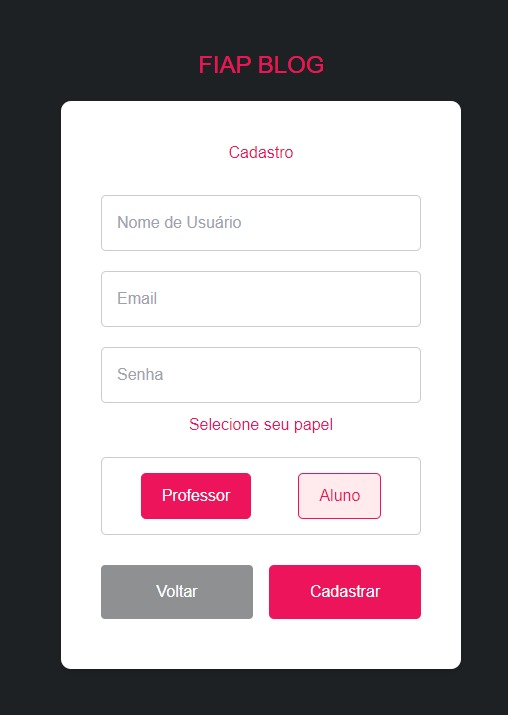 FIAP BLOG
Cadastro
Nome de Usuário
Email
Senha
Selecione seu papel
Professor Aluno
Voltar Cadastrar